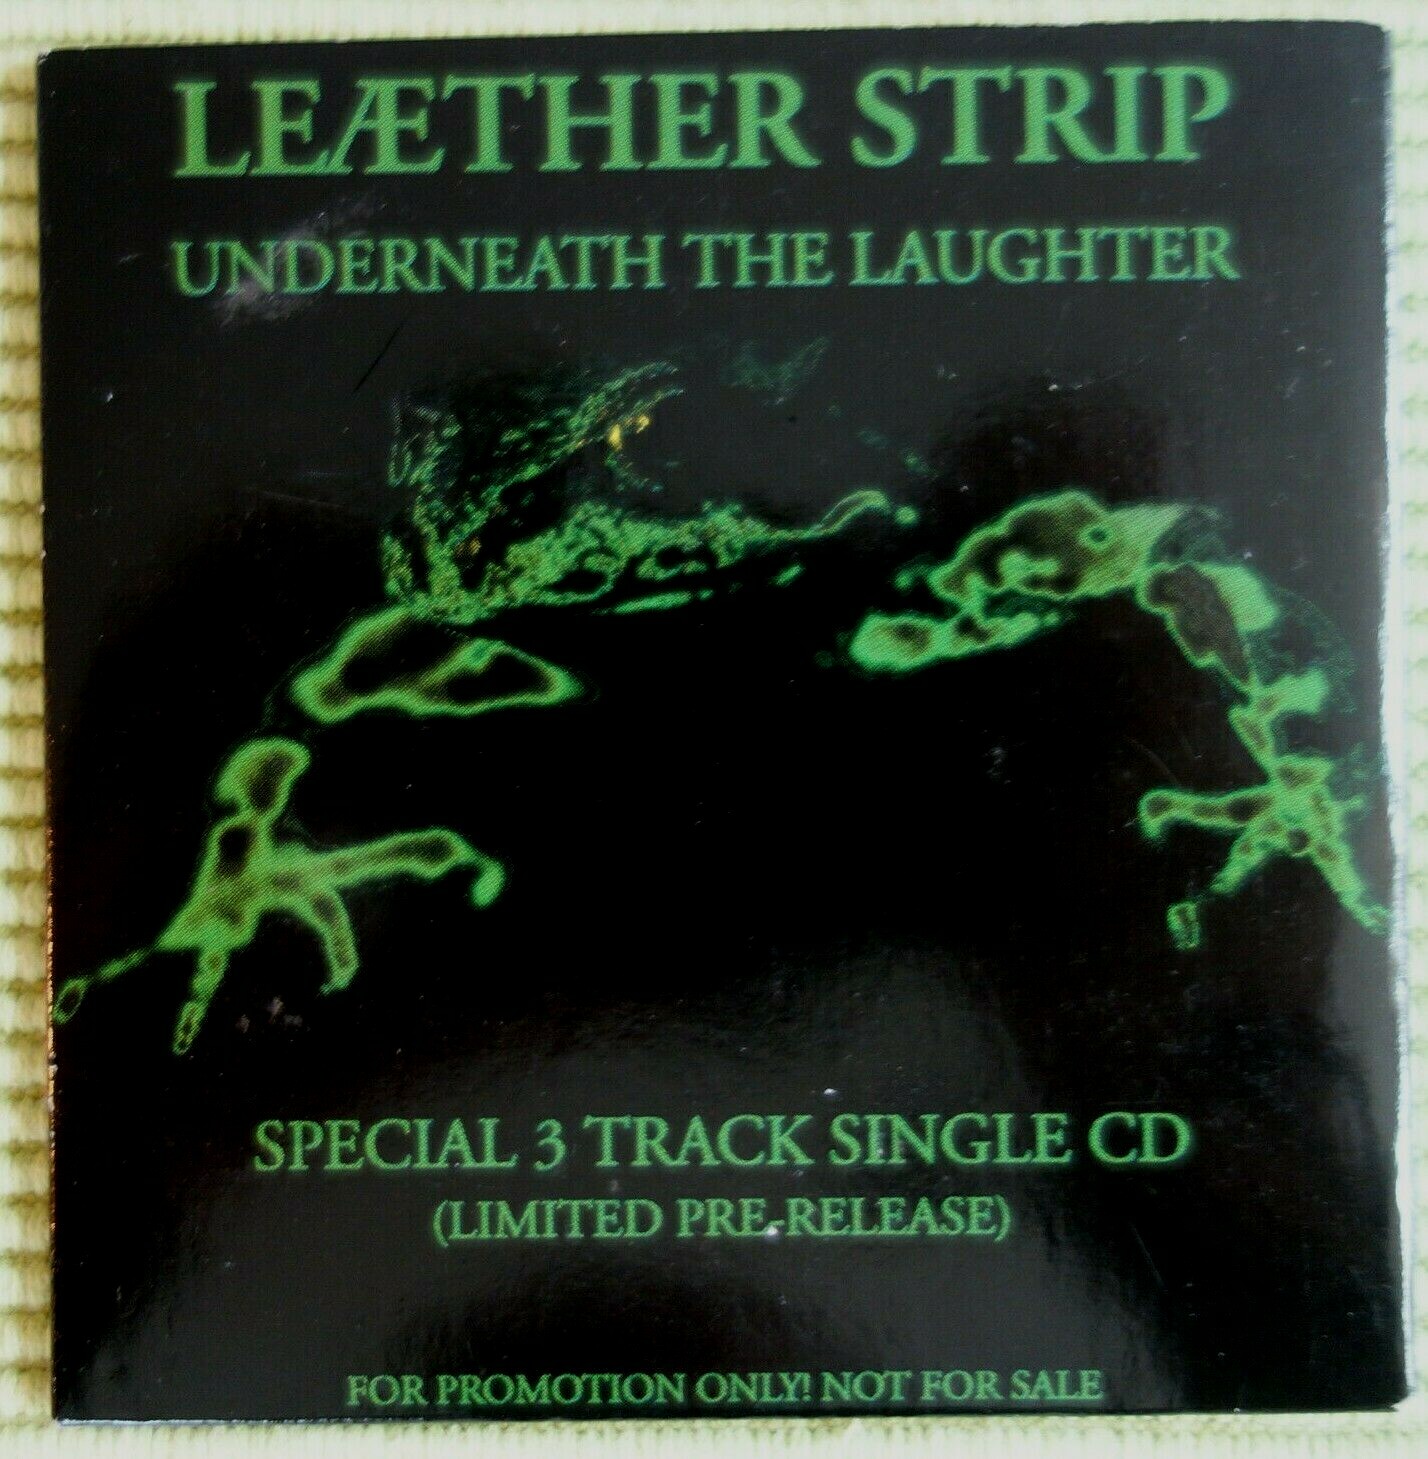 LEÆTHER STRIP
UNDERNEATH THE LAUGHTER
SPECIAL 3 TRACK SINGLE CD
(LIMITED PRE-RELEASE)
FOR PROMOTION ONLY! NOT FOR SALE